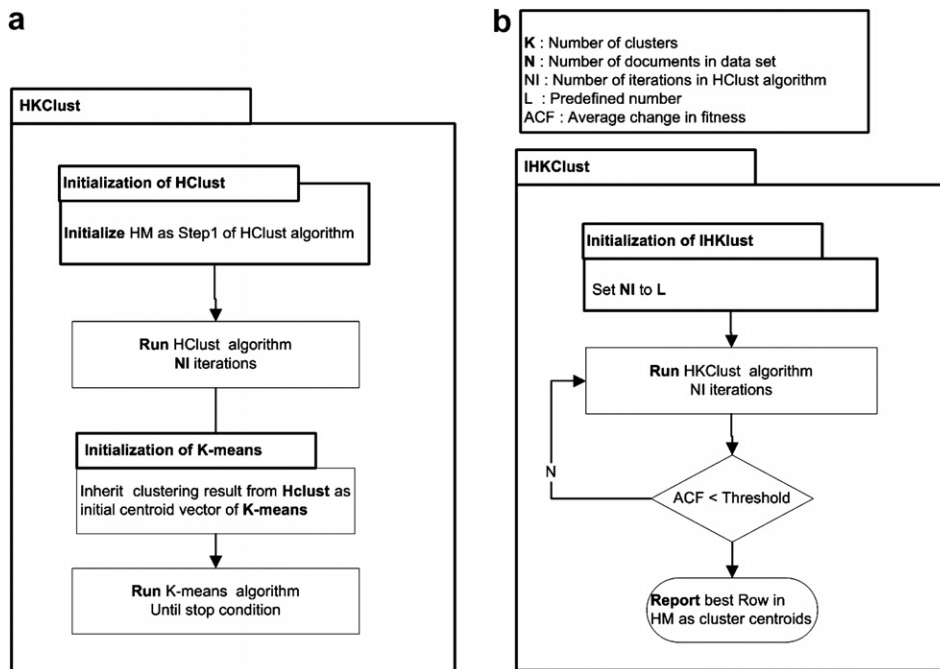 a
HKClust
Initialization of HClust
Initialize HM as Step1 of HClust algorithm
Run HClust algorithm
NI iterations
Initialization of K-means
Inherit clustering result from Hclust as
initial centroid vector of K-means
Run K-means algorithm
Until stop condition
b
K : Number of clusters
N : Number of documents in data set
NI : Number of iterations in HClust algorithm
L : Predefined number
ACF : Average change in fitness
IHKClust
Initialization of IHKlust
Set NI to L
Run HKClust algorithm
NI iterations
N
ACF < Threshold
Report best Row in
HM as cluster centroids